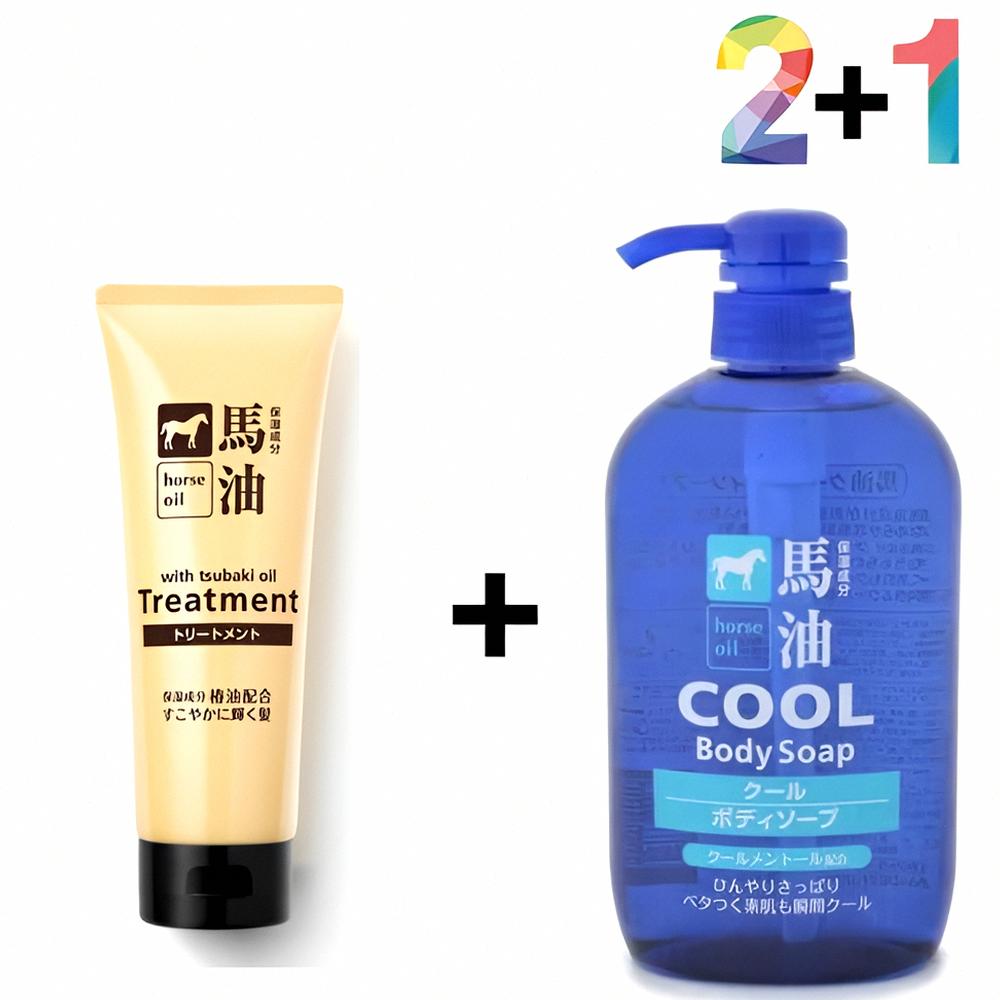 2+1
馬油
保湿成分
horse
oil
with tsubaki oil
Treatment
トリートメント
保湿成分 椿油配合
すこやかに輝く髪
+
馬油
保湿成分
horse
oil
COOL
Body Soap
クール
ボディソープ
クールメントール配合
ひんやりさっぱり
ベタつく素肌も瞬間クール